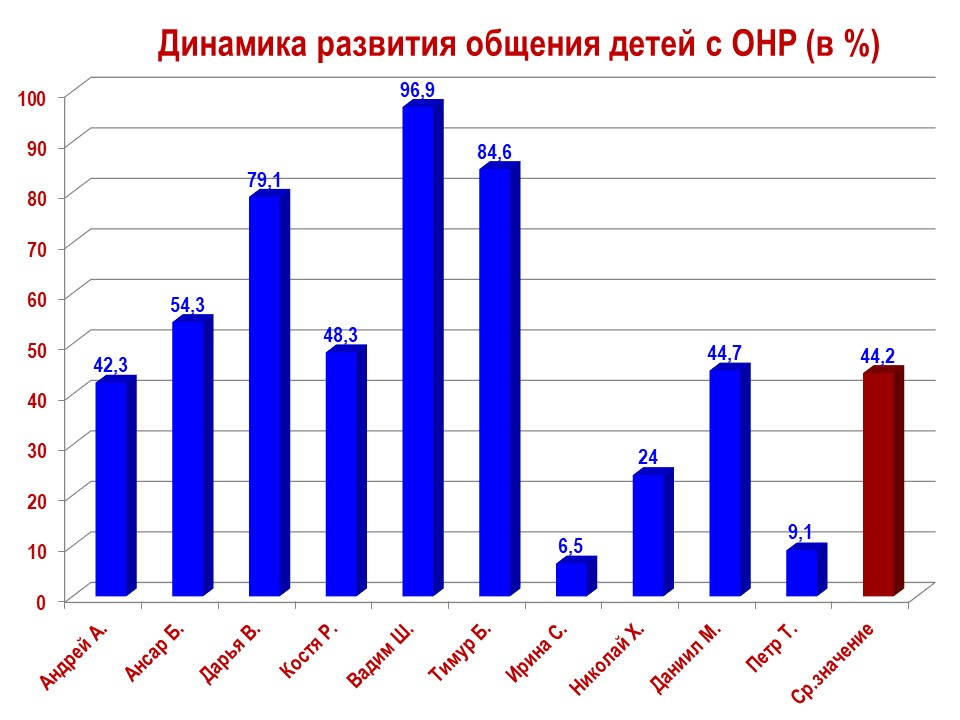 Динамика развития общения детей с ОНР (в %)
100
90
80
70
60
50
40
30
20
10
0
42,3
54,3
79,1
48,3
96,9
84,6
6,5
24
44,7
9,1
44,2
Андрей А.
Ансар Б.
Дарья В.
Костя Р.
Вадим Ш.
Тимур Б.
Ирина С.
Николай Х.
Даниил М.
Петр Т.
Ср.значение